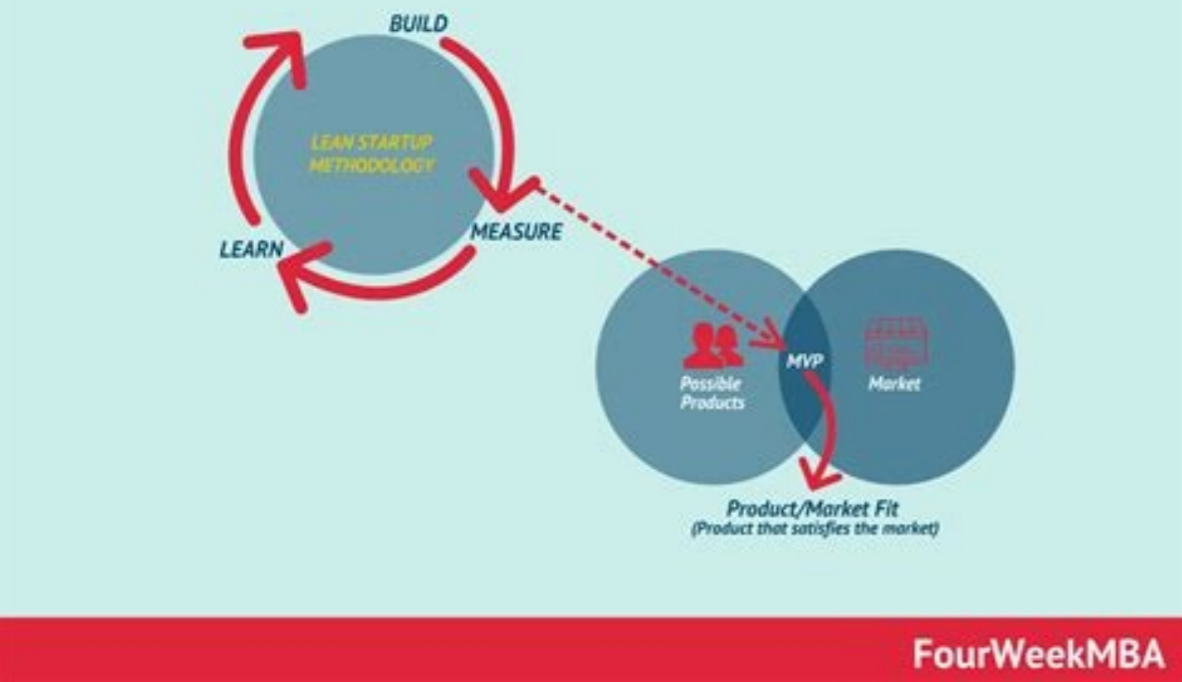 BUILD
LEAN STARTUP
METHODOLOGY
MEASURE
LEARN
MVP
Possible
Products
Market
Product/Market Fit
(Product that satisfies the market)
FourWeekMBA